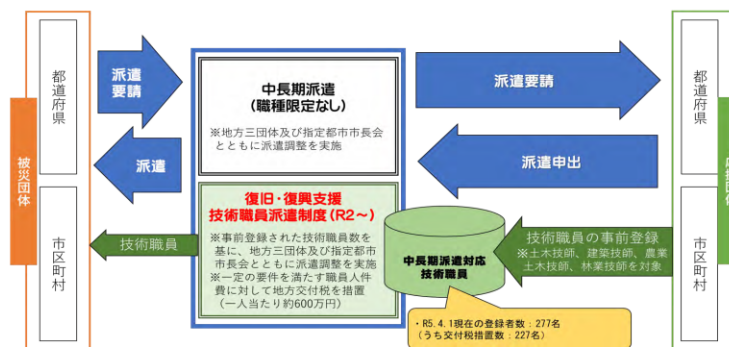 被災団体
都道府県
市区町村
派遣
要請
派遣
技術職員
中長期派遣
(職種限定なし)
※地方三団体及び指定都市市長会
とともに派遣調整を実施
復旧・復興支援
技術職員派遣制度(R2～)
※事前登録された技術職員数を
基に、地方三団体及び指定都市
市長会とともに派遣調整を実施
※一定の要件を満たす職員人件
費に対して地方交付税を措置
(一人当たり約600万円)
派遣要請
派遣申出
中長期派遣対応
技術職員
技術職員の事前登録
※土木技師、建築技師、農業
土木技師、林業技師を対象
・R5.4.1現在の登録者数：277名
(うち交付税措置数：227名)
都道府県
市区町村
応援団体